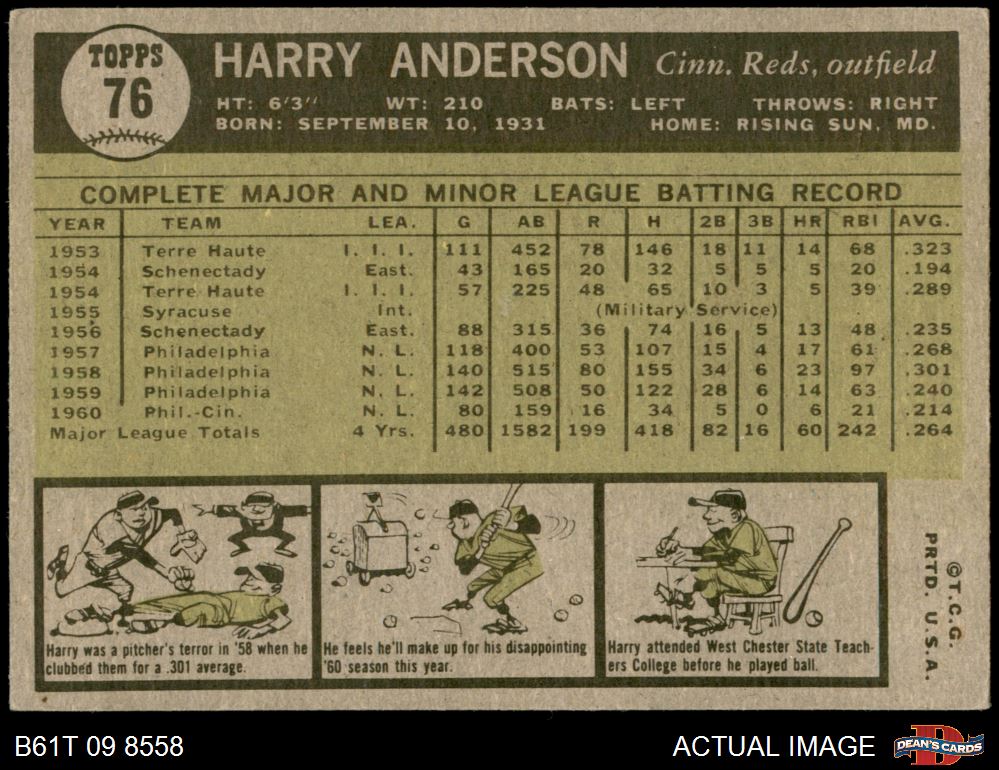 TOPPS
76
HARRY ANDERSON Cinn. Reds, outfield
HT: 6'3" WT: 210 BATS: LEFT THROWS: RIGHT
BORN: SEPTEMBER 10, 1931 HOME: RISING SUN, MD.
COMPLETE MAJOR AND MINOR LEAGUE BATTING RECORD
YEAR TEAM LEA. G AB R H 2B 3B HR RBI AVG.
1953 Terre Haute I. I. I. 111 452 78 146 18 11 14 68 .323
1954 Schenectady East. 43 165 20 32 5 5 5 20 .194
1954 Terre Haute I. I. I. 57 225 48 65 10 3 5 39 .289
1955 Syracuse Int. (Military Service)
1956 Schenectady East. 88 315 36 74 16 5 13 48 .235
1957 Philadelphia N. L. 118 400 53 107 15 4 17 61 .268
1958 Philadelphia N. L. 140 515 80 155 34 6 23 97 .301
1959 Philadelphia N. L. 142 508 50 122 28 6 14 63 .240
1960 Phil.-Cin. N. L. 80 159 16 34 5 0 6 21 .214
Major League Totals 4 Yrs. 480 1582 199 418 82 16 60 242 .264
Harry was a pitcher's terror in '58 when he
clubbed them for a .301 average.
He feels he'll make up for his disappointing
'60 season this year.
Harry attended West Chester State Teach-
ers College before he played ball.
©T.C.G.
PRTD. U.S.A.
B61T 09 8558
ACTUAL IMAGE
D
DEAN'S CARDS